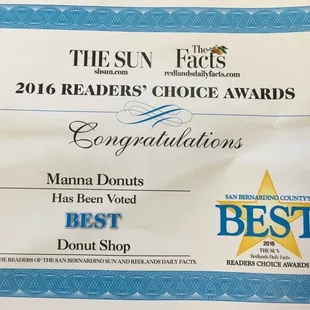 THE SUN
sbsun.com
The Facts
redlandsdailyfacts.com
2016 READERS' CHOICE AWARDS
Congratulations
Manna Donuts
Has Been Voted
BEST
Donut Shop
THE READERS OF THE SAN BERNARDINO SUN AND REDLANDS DAILY FACTS.
SAN BERNARDINO COUNTY'S
BEST
2016
THE SUN
Redlands Daily Facts
READERS CHOICE AWARDS